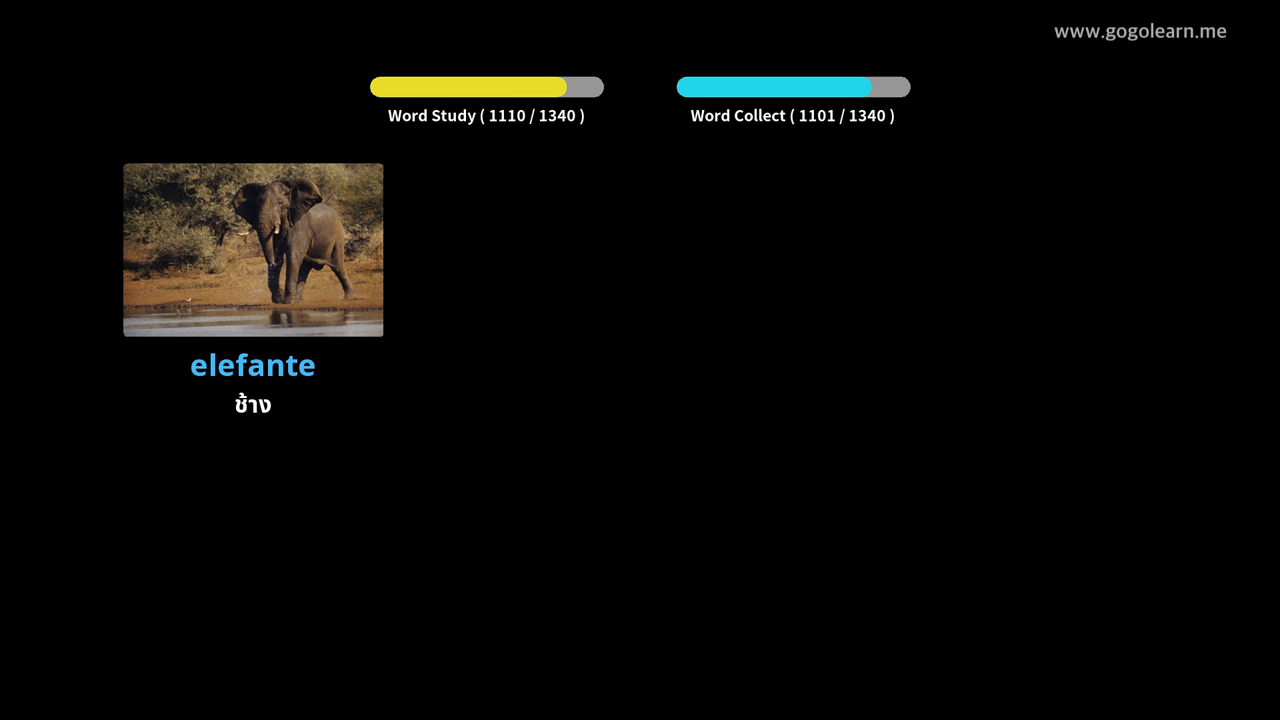 www.gogolearn.me
Word Study ( 1110 / 1340 )
Word Collect ( 1101 / 1340 )
elefante
ช้าง